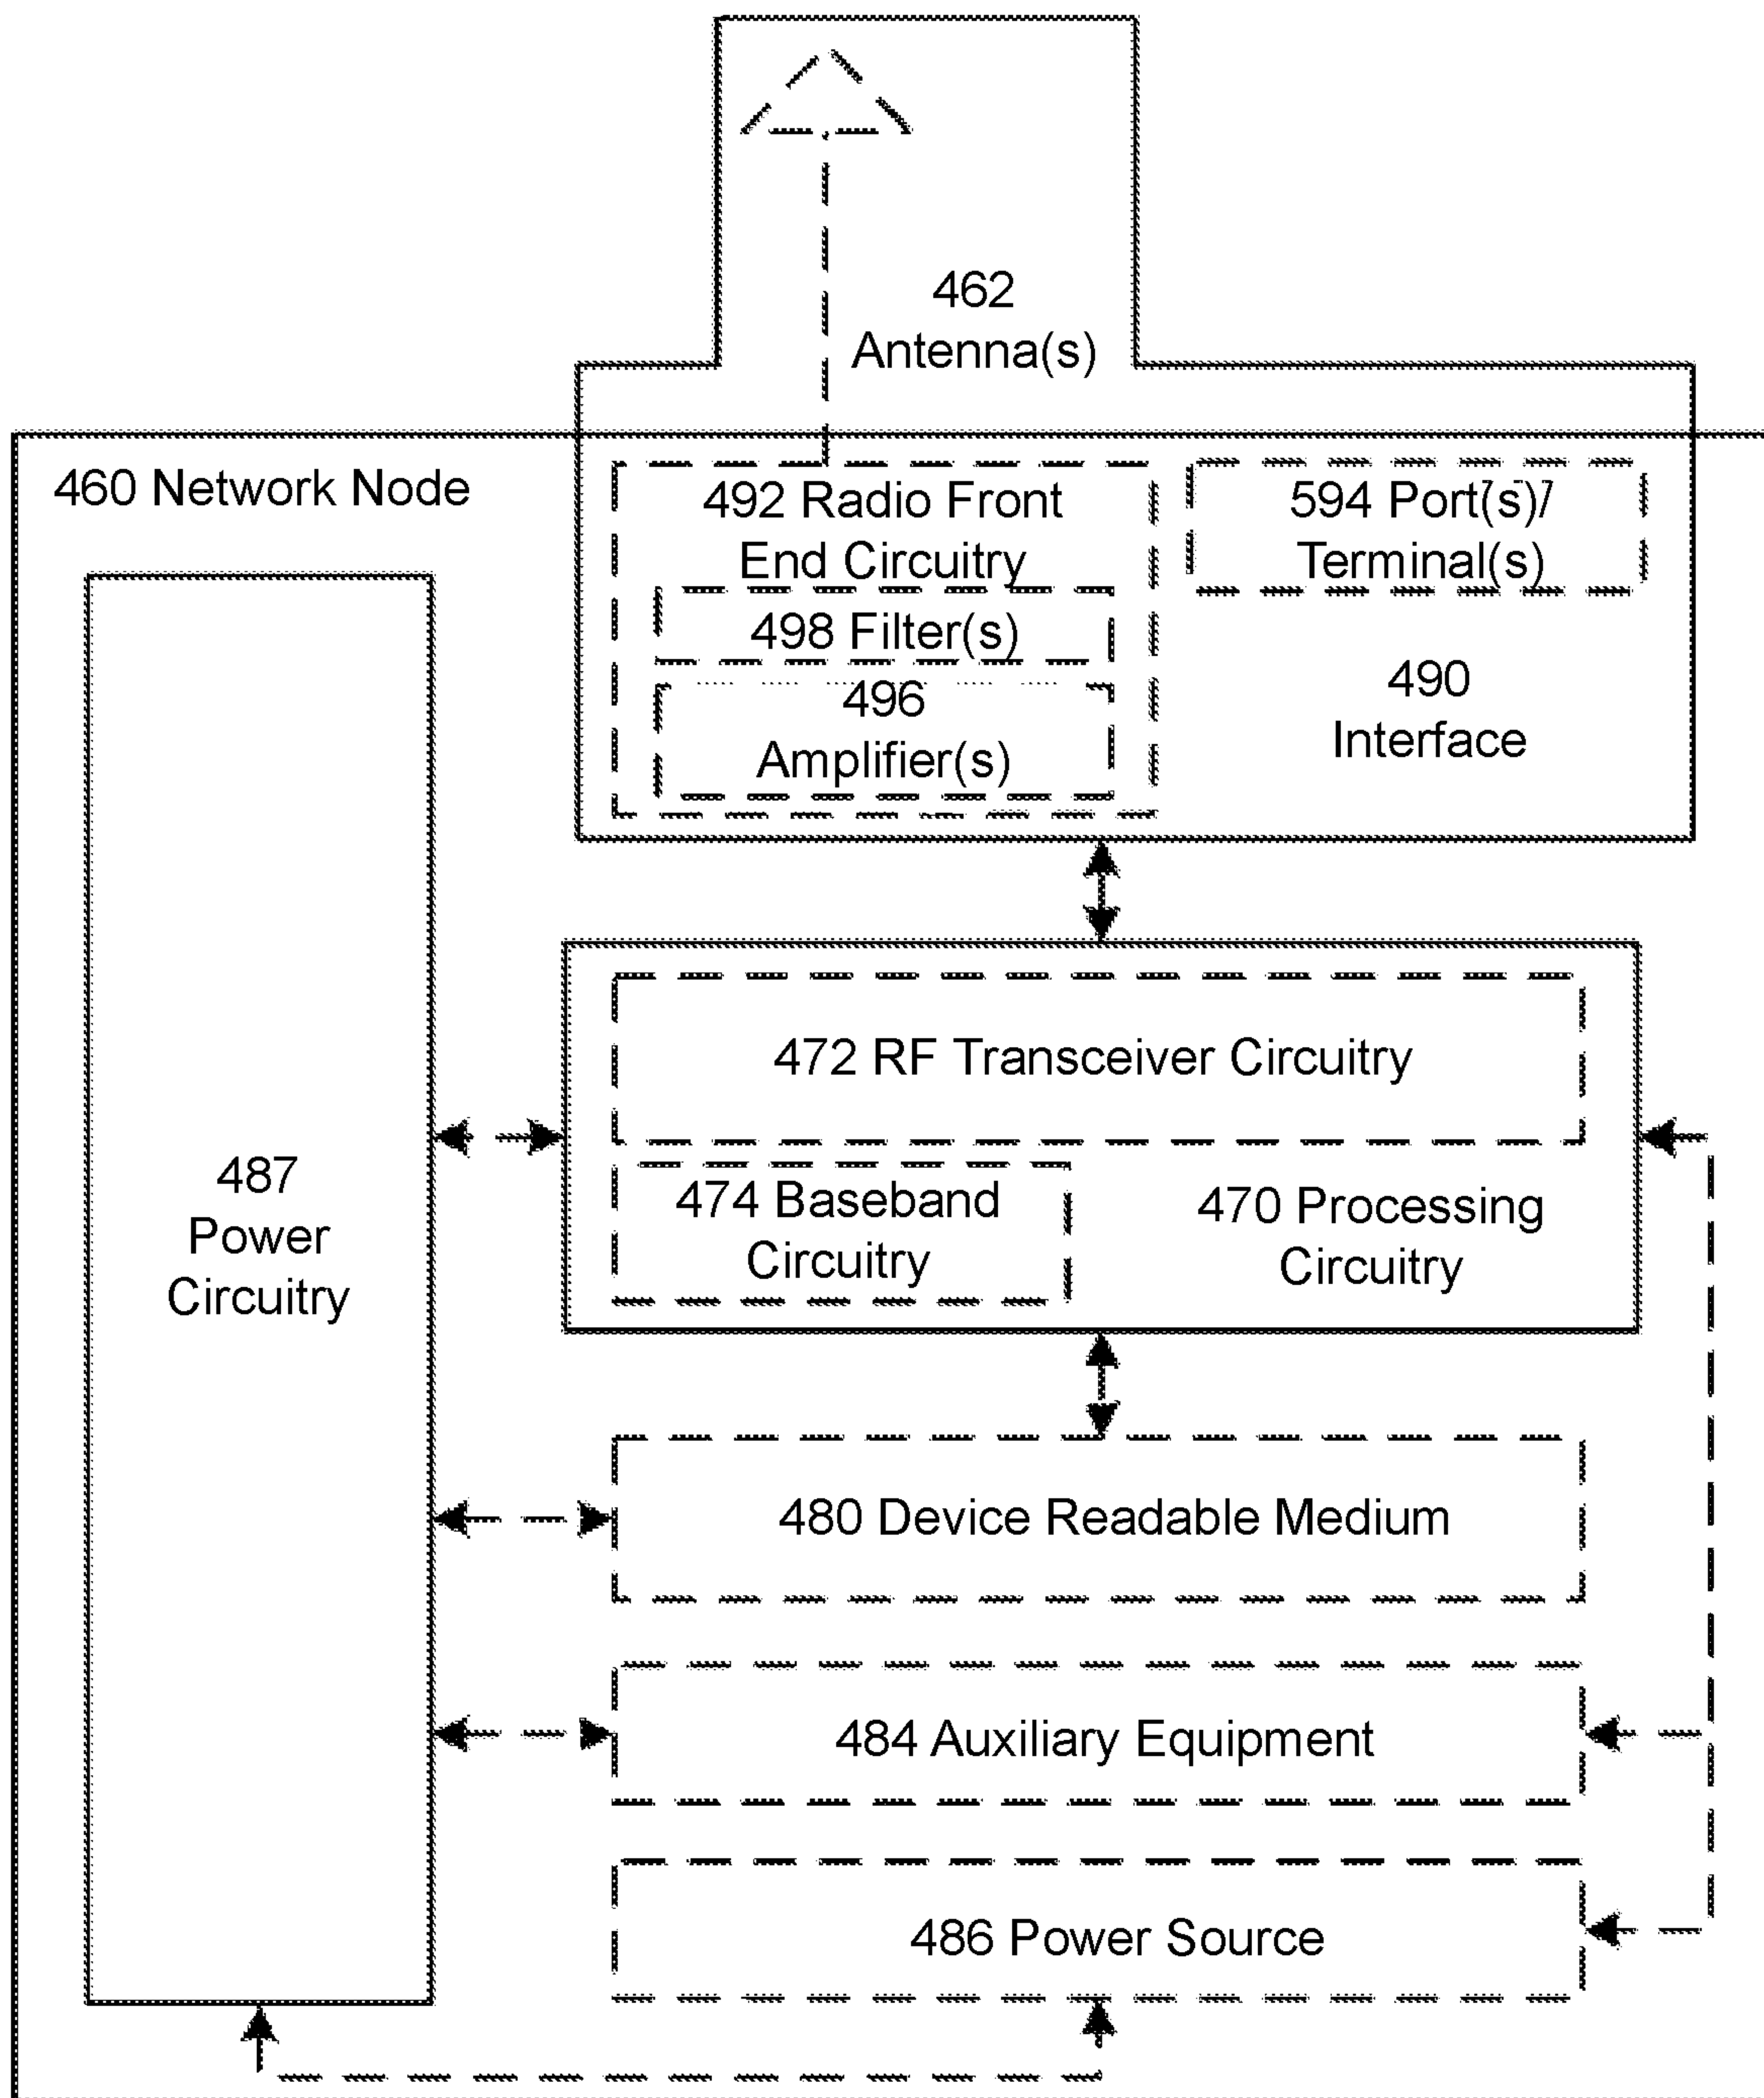 462
Antenna(s)
460 Network Node
492 Radio Front
End Circuitry
594 Port(s)/
Terminal(s)
498 Filter(s)
496
Amplifier(s)
490
Interface
472 RF Transceiver Circuitry
487
Power
Circuitry
474 Baseband
Circuitry
470 Processing
Circuitry
480 Device Readable Medium
484 Auxiliary Equipment
486 Power Source